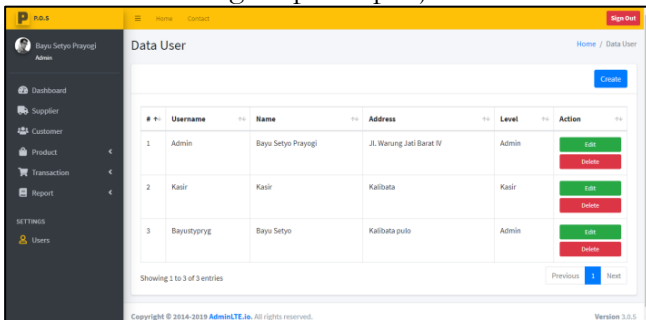 P P.O.S
Home Contact
Sign Out
Bayu Setyo Prayogi
Admin
Data User
Home / Data User
Dashboard
Supplier
Customer
Product
Transaction
Report
SETTINGS
Users
Create
# Username Name Address Level Action
1 Admin Bayu Setyo Prayogi Jl. Warung Jati Barat IV Admin Edit
Delete
2 Kasir Kasir Kalibata Kasir Edit
Delete
3 Bayustypryg Bayu Setyo Kalibata pulo Admin Edit
Delete
Showing 1 to 3 of 3 entries
Previous 1 Next
Copyright © 2014-2019 AdminLTE.io. All rights reserved.
Version 3.0.5